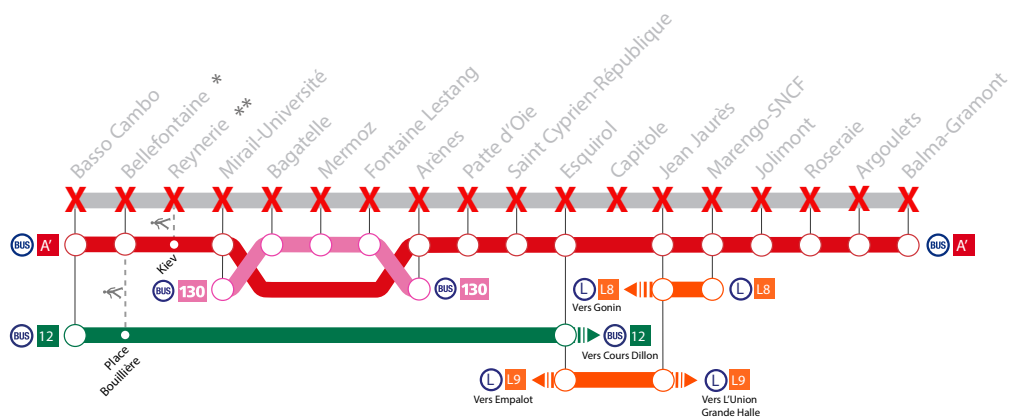 Basso Cambo
Bellefontaine *
Reynerie **
Mirail-Université
Bagatelle
Mermoz
Fontaine Lestang
Arènes
Patte d'Oie
Saint Cyprien-République
Esquirol
Capitole
Jean Jaurès
Marengo-SNCF
Jolimont
Roseraie
Argoulets
Balma-Gramont
X X X X X X X X X X X X X X X X X X
BUS A' BUS A'
Kiev
BUS 130 BUS 130
L L8 L L8
Vers Gonin
BUS 12 BUS 12
Vers Cours Dillon
Place
Bouillière
L L9 L L9
Vers Empalot Vers L'Union
Grande Halle